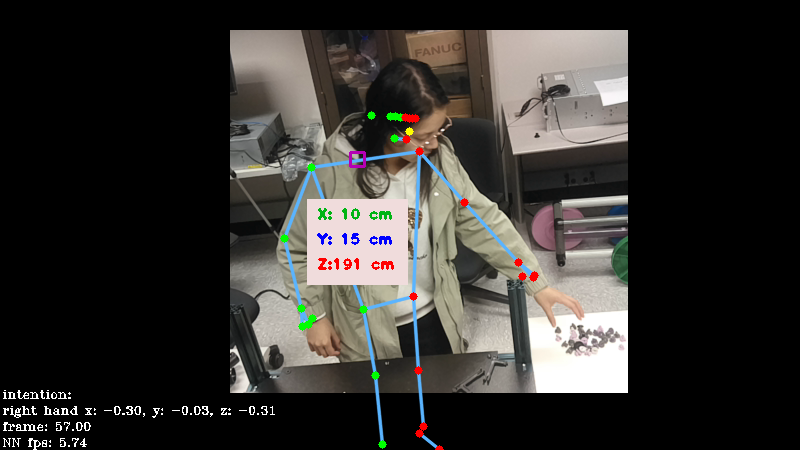 FANUC
X: 10 cm
Y: 15 cm
Z:191 cm
intention:
right hand x: −0.30, y: −0.03, z: −0.31
frame: 57.00
NN fps: 5.74